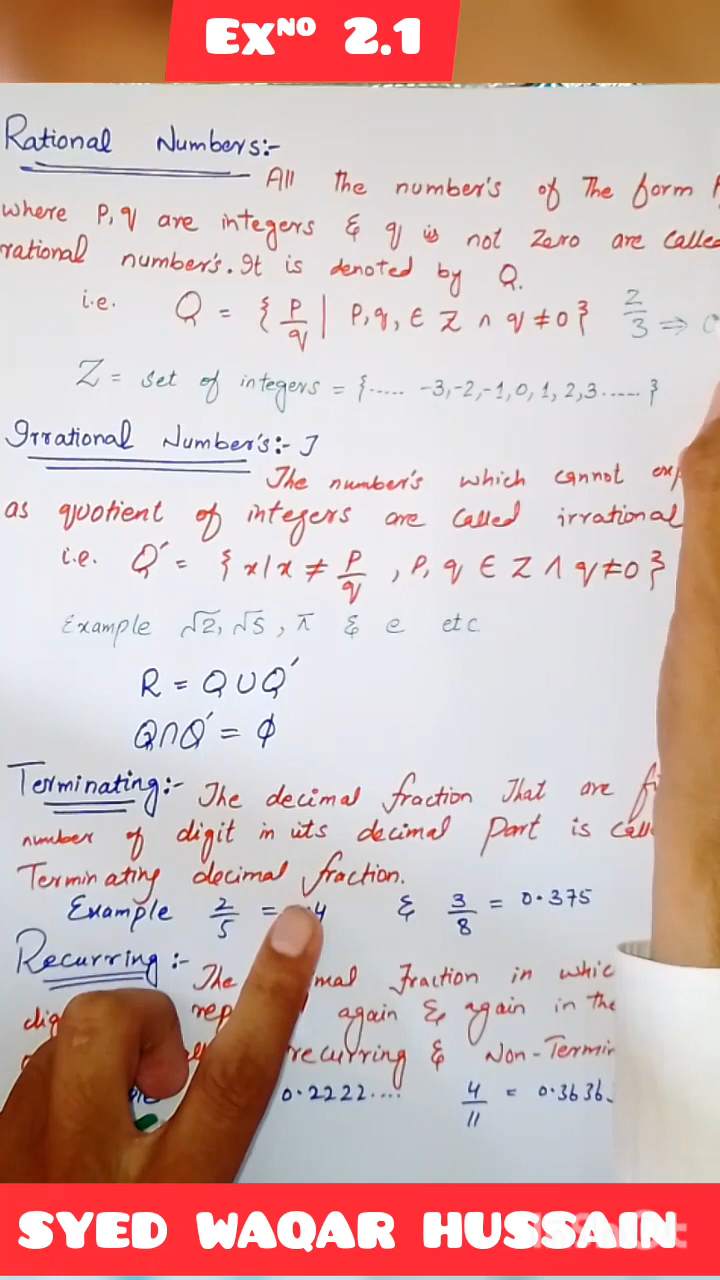 Ex No 2.1
Rational Numbers:-
All the number's of The form
where P, q are integers & q is not Zero are Called
rational number's. It is denoted by Q.
i.e. Q = { P/q | P, q, ∈ Z ∧ q ≠ 0 } 2/3 ⇒
Z = set of integers = {..... -3, -2, -1, 0, 1, 2, 3 ...... }
Irrational Number's:- I
The number's which cannot
as quotient of integers are called irrational
i.e. Q′ = { x/x ≠ P/q , P, q ∈ Z ∧ q ≠ 0 }
Example √2, √5, π & e etc
R = Q ∪ Q′
Q ∩ Q′ = ϕ
Terminating:- The decimal fraction That are
number of digit in its decimal Part is
Terminating decimal fraction.
Example 2/5 = 4 & 3/8 = 0.375
Recurring:- The fraction in
again & again in the
recurring & Non-
0.2222.... 4/11 = 0.3636
SYED WAQAR HUSSAIN